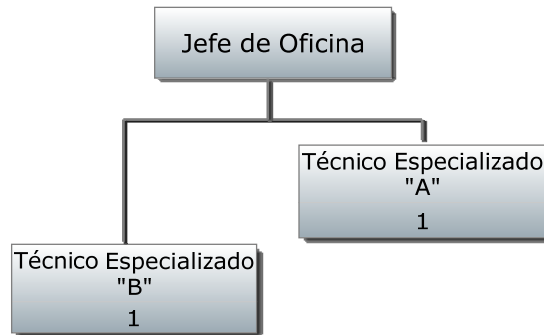 Jefe de Oficina
Técnico Especializado
"A"
1
Técnico Especializado
"B"
1